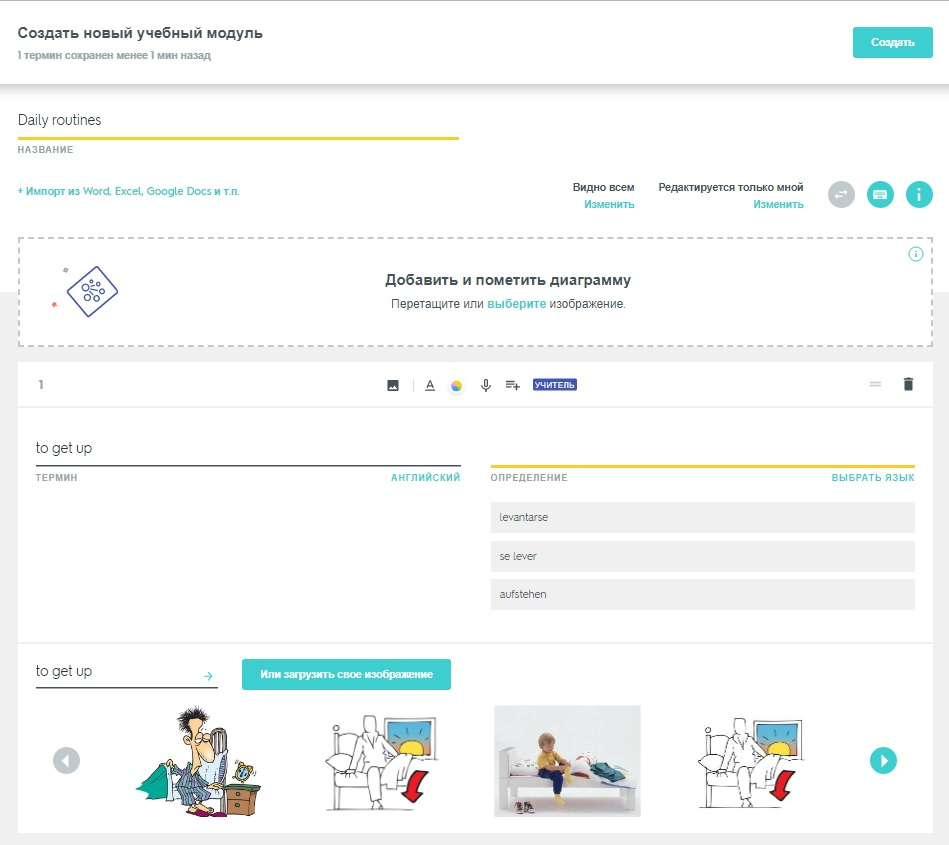 Создать новый учебный модуль
1 термин сохранен менее 1 мин назад
Создать
Daily routines
НАЗВАНИЕ
+ Импорт из Word, Excel, Google Docs и т.п.
Видно всем
Изменить
Редактируется только мной
Изменить
Добавить и пометить диаграмму
Перетащите или выберите изображение.
1
УЧИТЕЛЬ
to get up
ТЕРМИН
АНГЛИЙСКИЙ
ОПРЕДЕЛЕНИЕ
ВЫБРАТЬ ЯЗЫК
levantarse
se lever
aufstehen
to get up
Или загрузить свое изображение